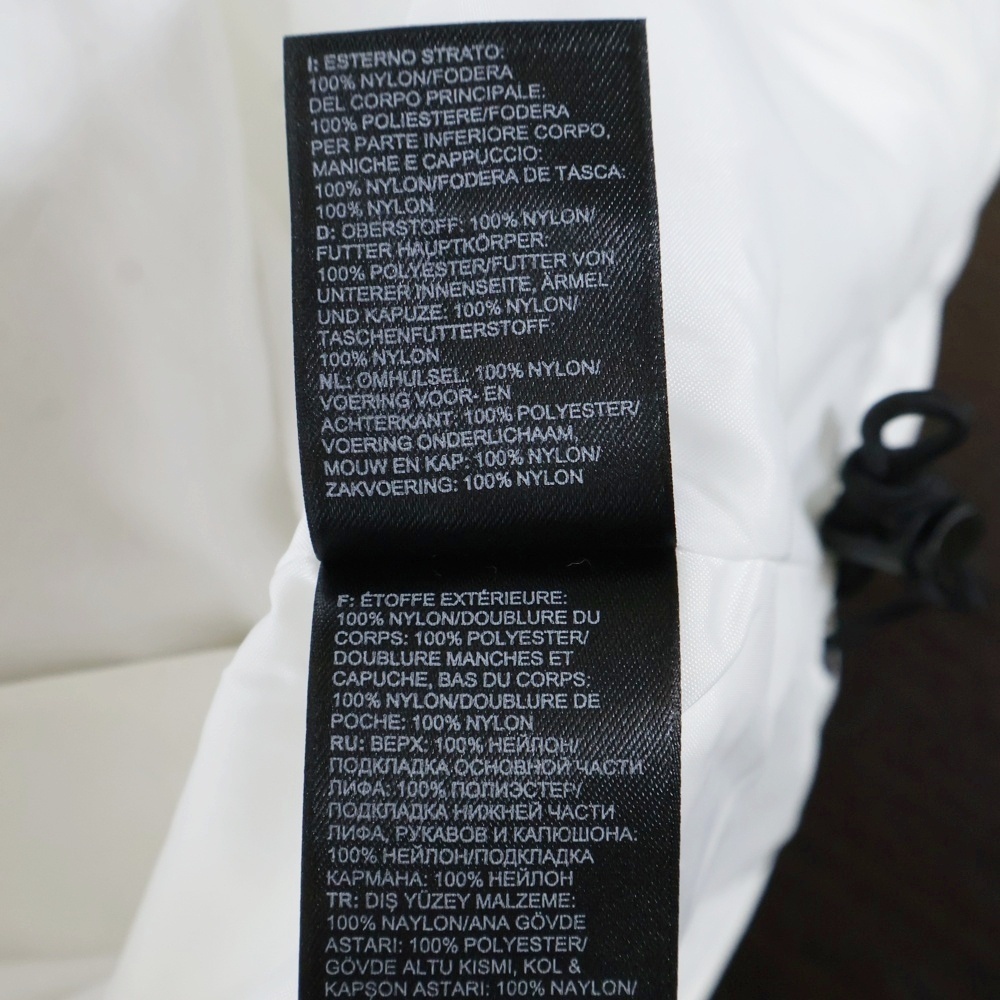 I: ESTERNO STRATO:
100% NYLON/FODERA
DEL CORPO PRINCIPALE:
100% POLIESTERE/FODERA
PER PARTE INFERIORE CORPO,
MANICHE E CAPPUCCIO:
100% NYLON/FODERA DE TASCA:
100% NYLON
D: OBERSTOFF: 100% NYLON/
FUTTER HAUPTKÖRPER:
100% POLYESTER/FUTTER VON
UNTERER INNENSEITE, ÄRMEL
UND KAPUZE: 100% NYLON/
TASCHENFUTTERSTOFF:
100% NYLON
NL: OMHULSEL: 100% NYLON/
VOERING VOOR- EN
ACHTERKANT: 100% POLYESTER/
VOERING ONDERLICHAAM,
MOUW EN KAP: 100% NYLON/
ZAKVOERING: 100% NYLON
F: ÉTOFFE EXTÉRIEURE:
100% NYLON/DOUBLURE DU
CORPS: 100% POLYESTER/
DOUBLURE MANCHES ET
CAPUCHE, BAS DU CORPS:
100% NYLON/DOUBLURE DE
POCHE: 100% NYLON
RU: ВЕРХ: 100% НЕЙЛОН/
ПОДКЛАДКА ОСНОВНОЙ ЧАСТИ
ЛИФА: 100% ПОЛИЭСТЕР/
ПОДКЛАДКА НИЖНЕЙ ЧАСТИ
ЛИФА, РУКАВОВ И КАПЮШОНА:
100% НЕЙЛОН/ПОДКЛАДКА
КАРМАНА: 100% НЕЙЛОН
TR: DIŞ YÜZEY MALZEME:
100% NAYLON/ANA GÖVDE
ASTARI: 100% POLYESTER/
GÖVDE ALTU KISMI, KOL &
KAPŞON ASTARI: 100% NAYLON/